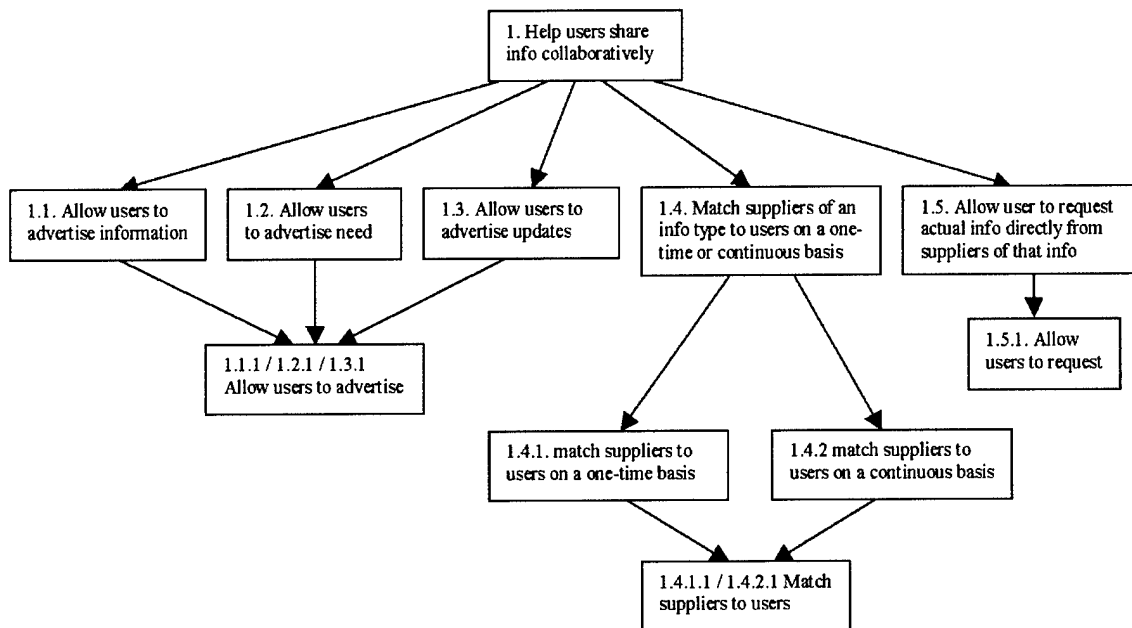 1. Help users share
info collaboratively
1.1. Allow users to
advertise information
1.2. Allow users
to advertise need
1.3. Allow users to
advertise updates
1.4. Match suppliers of an
info type to users on a one-
time or continuous basis
1.5. Allow user to request
actual info directly from
suppliers of that info
1.1.1 / 1.2.1 / 1.3.1
Allow users to advertise
1.5.1. Allow
users to request
1.4.1. match suppliers to
users on a one-time basis
1.4.2 match suppliers to
users on a continuous basis
1.4.1.1 / 1.4.2.1 Match
suppliers to users